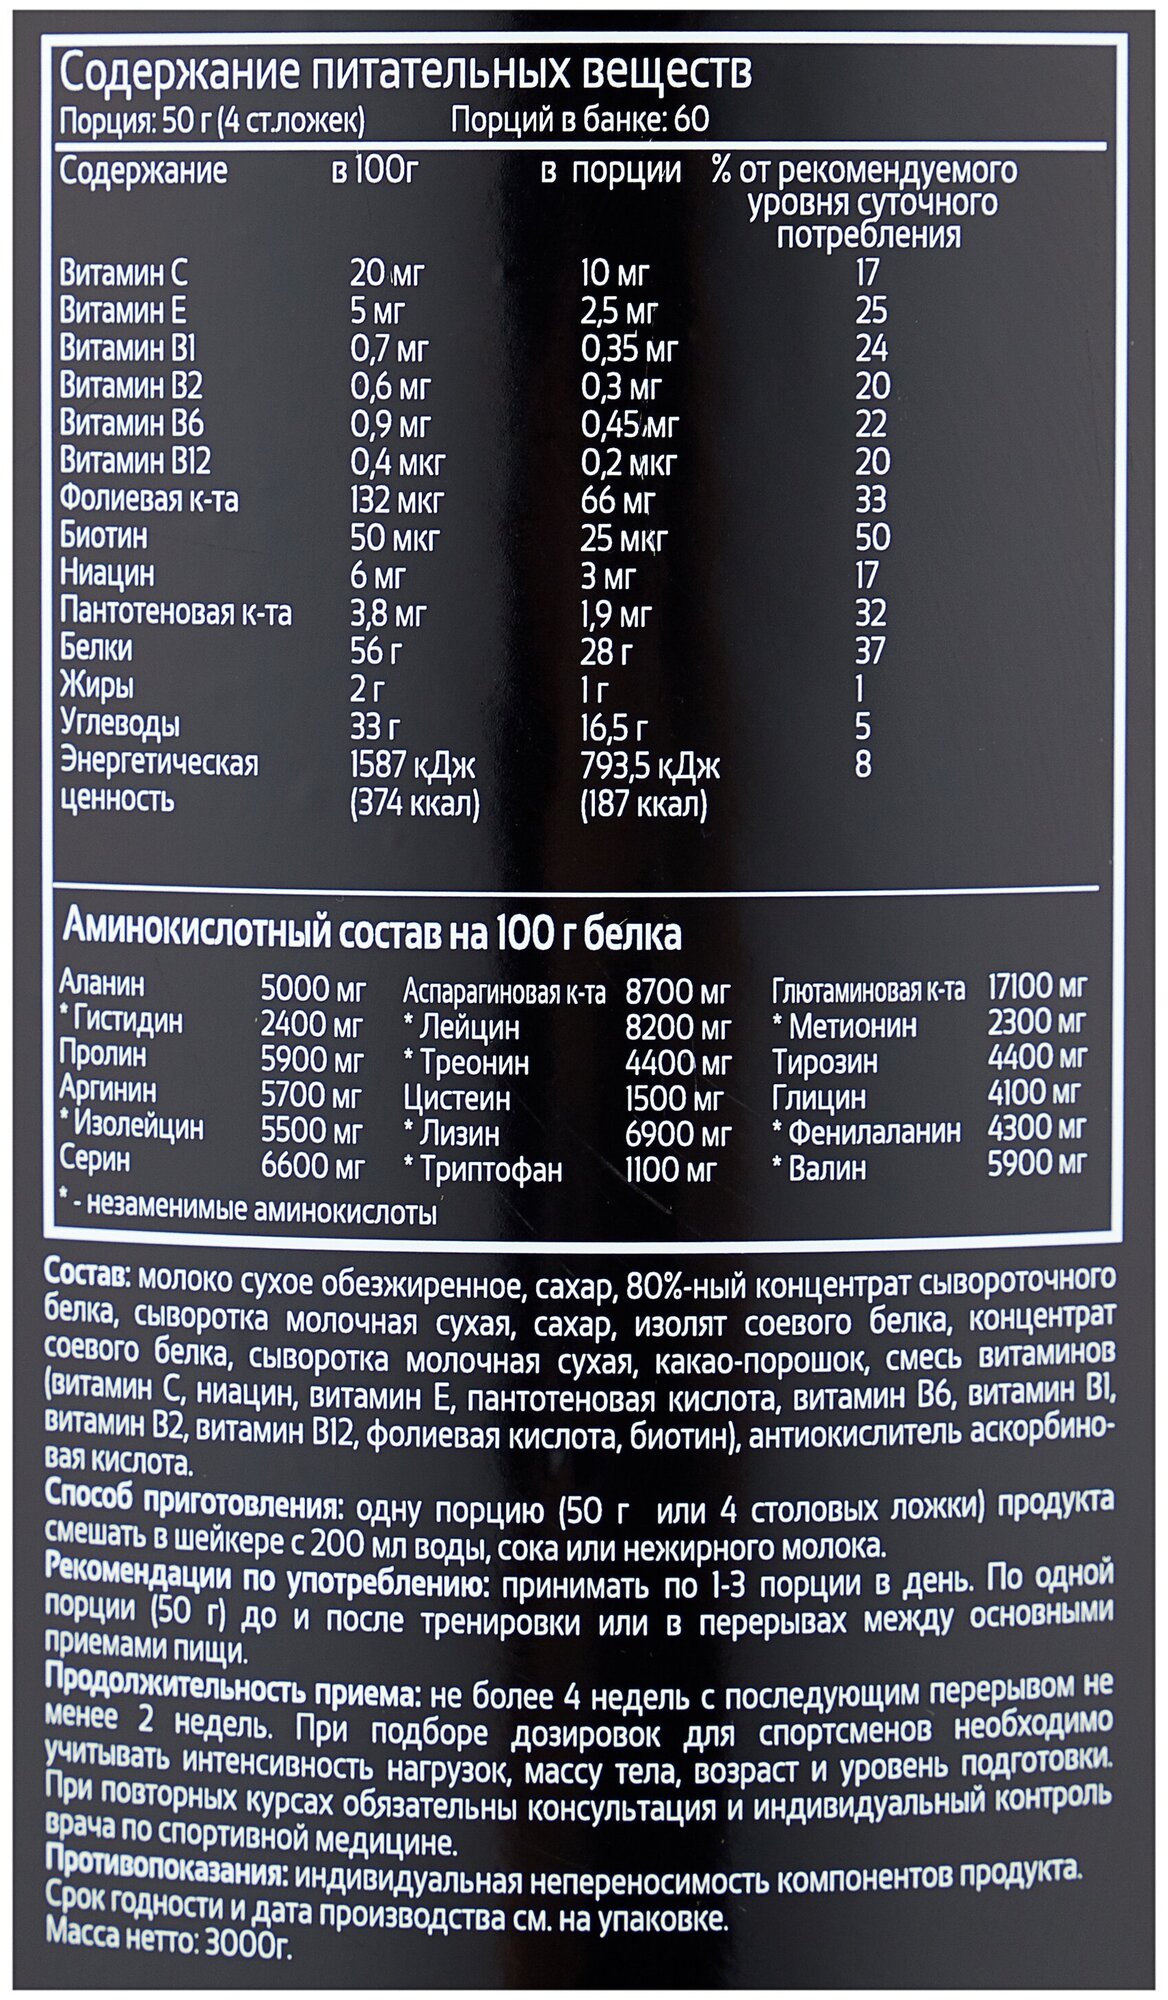 Содержание питательных веществ
Порция: 50 г (4 ст.ложек) Порций в банке: 60
Содержание в 100г в порции % от рекомендуемого
уровня суточного
потребления
Витамин С 20 мг 10 мг 17
Витамин Е 5 мг 2,5 мг 25
Витамин В1 0,7 мг 0,35 мг 24
Витамин В2 0,6 мг 0,3 мг 20
Витамин В6 0,9 мг 0,45 мг 22
Витамин В12 0,4 мкг 0,2 мкг 20
Фолиевая к-та 132 мкг 66 мг 33
Биотин 50 мкг 25 мкг 50
Ниацин 6 мг 3 мг 17
Пантотеновая к-та 3,8 мг 1,9 мг 32
Белки 56 г 28 г 37
Жиры 2 г 1 г 1
Углеводы 33 г 16,5 г 5
Энергетическая 1587 кДж 793,5 кДж 8
ценность (374 ккал) (187 ккал)
Аминокислотный состав на 100 г белка
Аланин 5000 мг Аспарагиновая к-та 8700 мг Глютаминовая к-та 17100 мг
* Гистидин 2400 мг * Лейцин 8200 мг * Метионин 2300 мг
Пролин 5900 мг * Треонин 4400 мг Тирозин 4400 мг
Аргинин 5700 мг Цистеин 1500 мг Глицин 4100 мг
* Изолейцин 5500 мг * Лизин 6900 мг * Фенилаланин 4300 мг
Серин 6600 мг * Триптофан 1100 мг * Валин 5900 мг
* - незаменимые аминокислоты
Состав: молоко сухое обезжиренное, сахар, 80%-ный концентрат сывороточного
белка, сыворотка молочная сухая, сахар, изолят соевого белка, концентрат
соевого белка, сыворотка молочная сухая, какао-порошок, смесь витаминов
(витамин С, ниацин, витамин Е, пантотеновая кислота, витамин В6, витамин В1,
витамин В2, витамин В12, фолиевая кислота, биотин), антиокислитель аскорбино-
вая кислота.
Способ приготовления: одну порцию (50 г или 4 столовых ложки) продукта
смешать в шейкере с 200 мл воды, сока или нежирного молока.
Рекомендации по употреблению: принимать по 1-3 порции в день. По одной
порции (50 г) до и после тренировки или в перерывах между основными
приемами пищи.
Продолжительность приема: не более 4 недель с последующим перерывом не
менее 2 недель. При подборе дозировок для спортсменов необходимо
учитывать интенсивность нагрузок, массу тела, возраст и уровень подготовки.
При повторных курсах обязательны консультация и индивидуальный контроль
врача по спортивной медицине.
Противопоказания: индивидуальная непереносимость компонентов продукта.
Срок годности и дата производства см. на упаковке.
Масса нетто: 3000г.